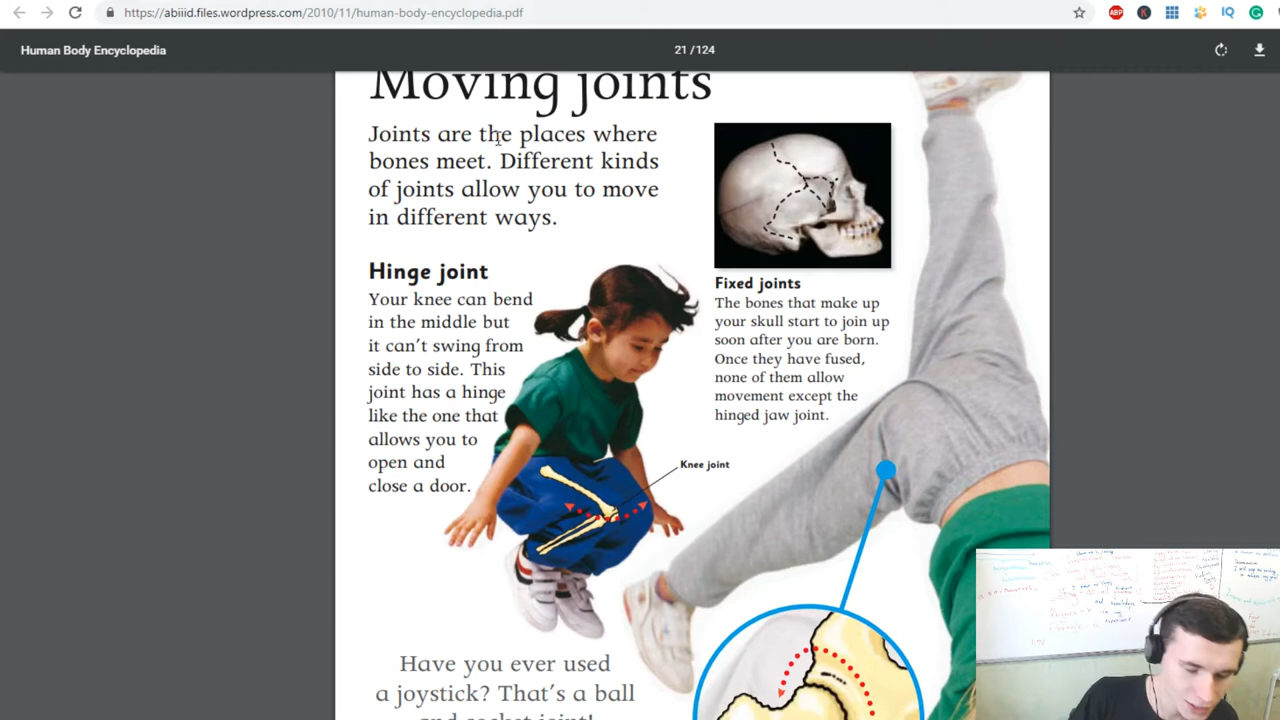 https://abiiid.files.wordpress.com/2010/11/human-body-encyclopedia.pdf
ABP
K
IQ
G
Human Body Encyclopedia
21 / 124
Moving joints
Joints are the places where
bones meet. Different kinds
of joints allow you to move
in different ways.
Hinge joint
Your knee can bend
in the middle but
it can't swing from
side to side. This
joint has a hinge
like the one that
allows you to
open and
close a door.
Fixed joints
The bones that make up
your skull start to join up
soon after you are born.
Once they have fused,
none of them allow
movement except the
hinged jaw joint.
Knee joint
Have you ever used
a joystick? That's a ball
and socket joint!